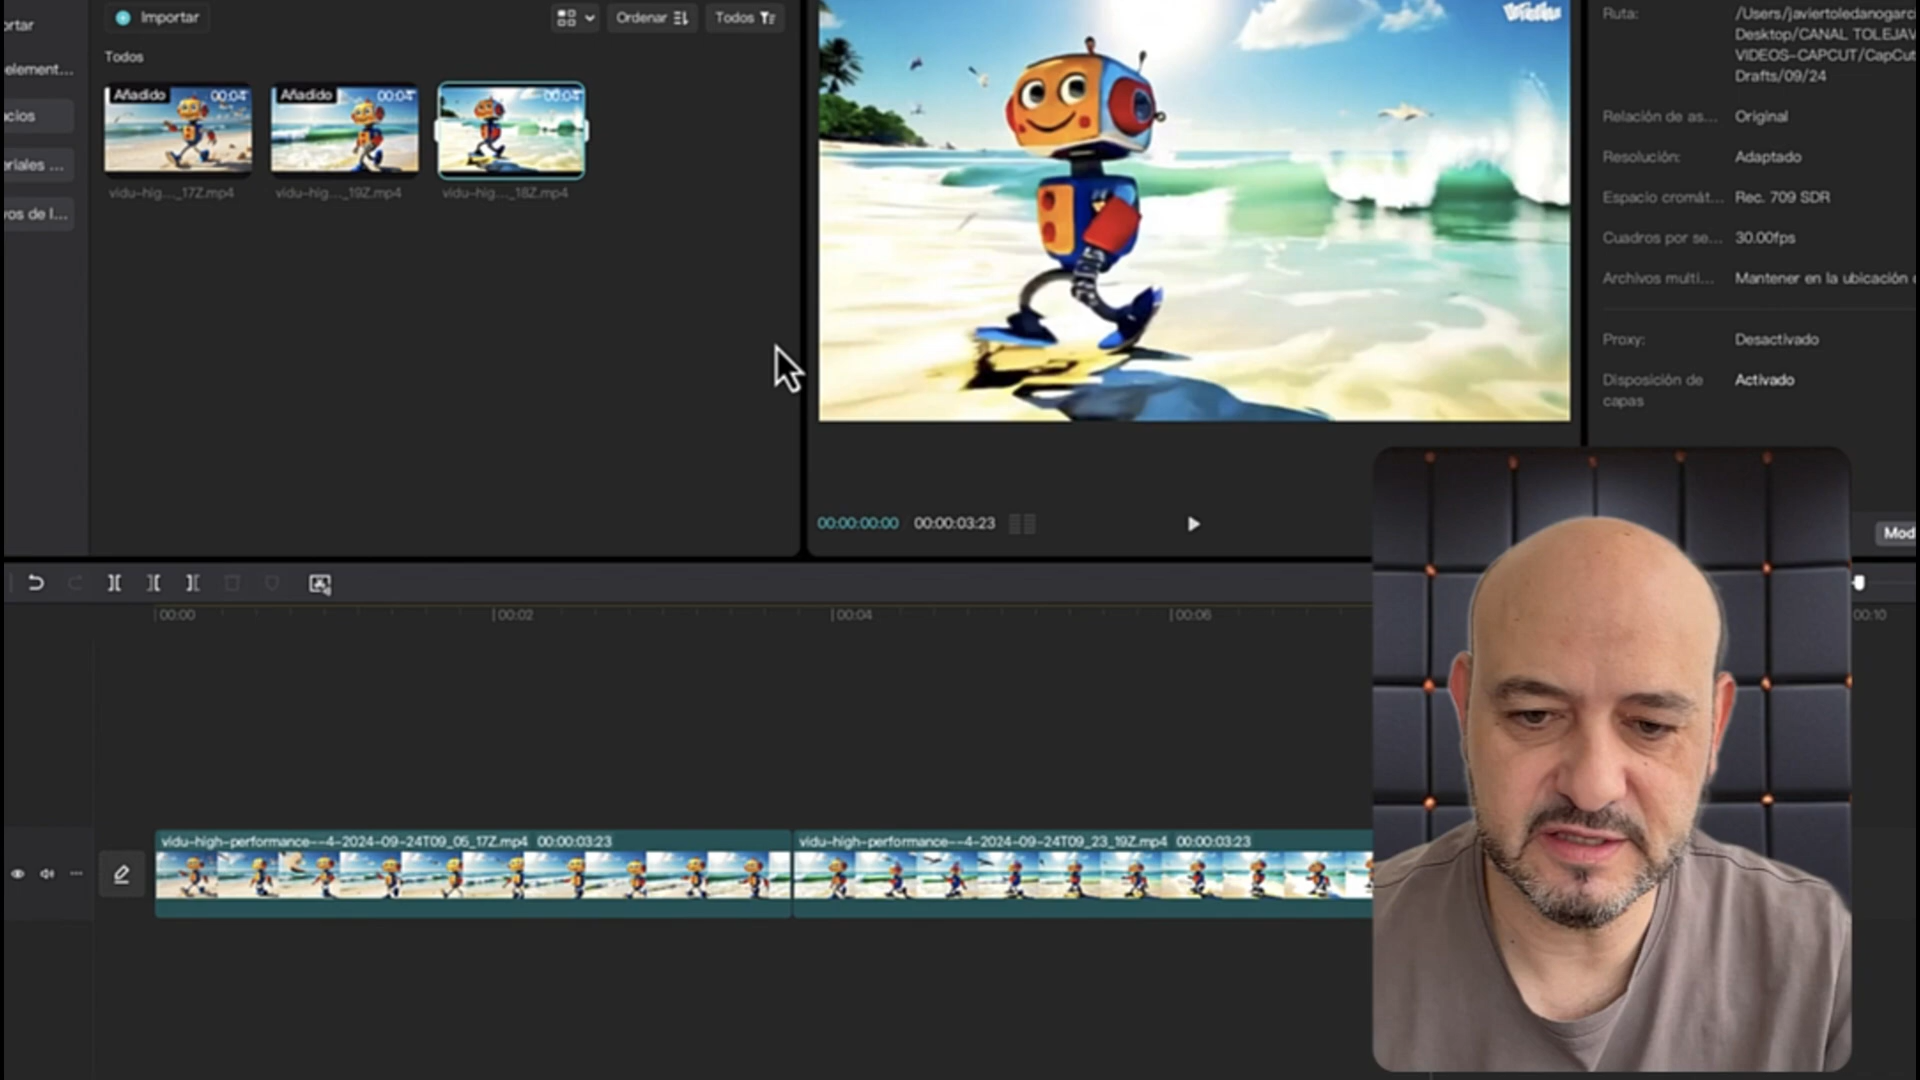 rtar
Importar
Ordenar
Todos
Todos
element...
acios
eriales ...
vos de l...
Añadido 00:04
Añadido 00:04
00:04
vidu-hig..._17Z.mp4
vidu-hig..._19Z.mp4
vidu-hig..._18Z.mp4
Ruta:
/Users/javiertoledanogarc
Desktop/CANAL TOLEJAV
VIDEOS-CAPCUT/CapCut
Drafts/09/24
Relación de as... Original
Resolución: Adaptado
Espacio cromát... Rec. 709 SDR
Cuadros por se... 30.00fps
Archivos multi... Mantener en la ubicación
Proxy: Desactivado
Disposición de
capas
Activado
00:00:00:00 00:00:03:23
Mod
00:00
00:02
00:04
00:06
00:10
vidu-high-performance--4-2024-09-24T09_05_17Z.mp4 00:00:03:23
vidu-high-performance--4-2024-09-24T09_23_19Z.mp4 00:00:03:23